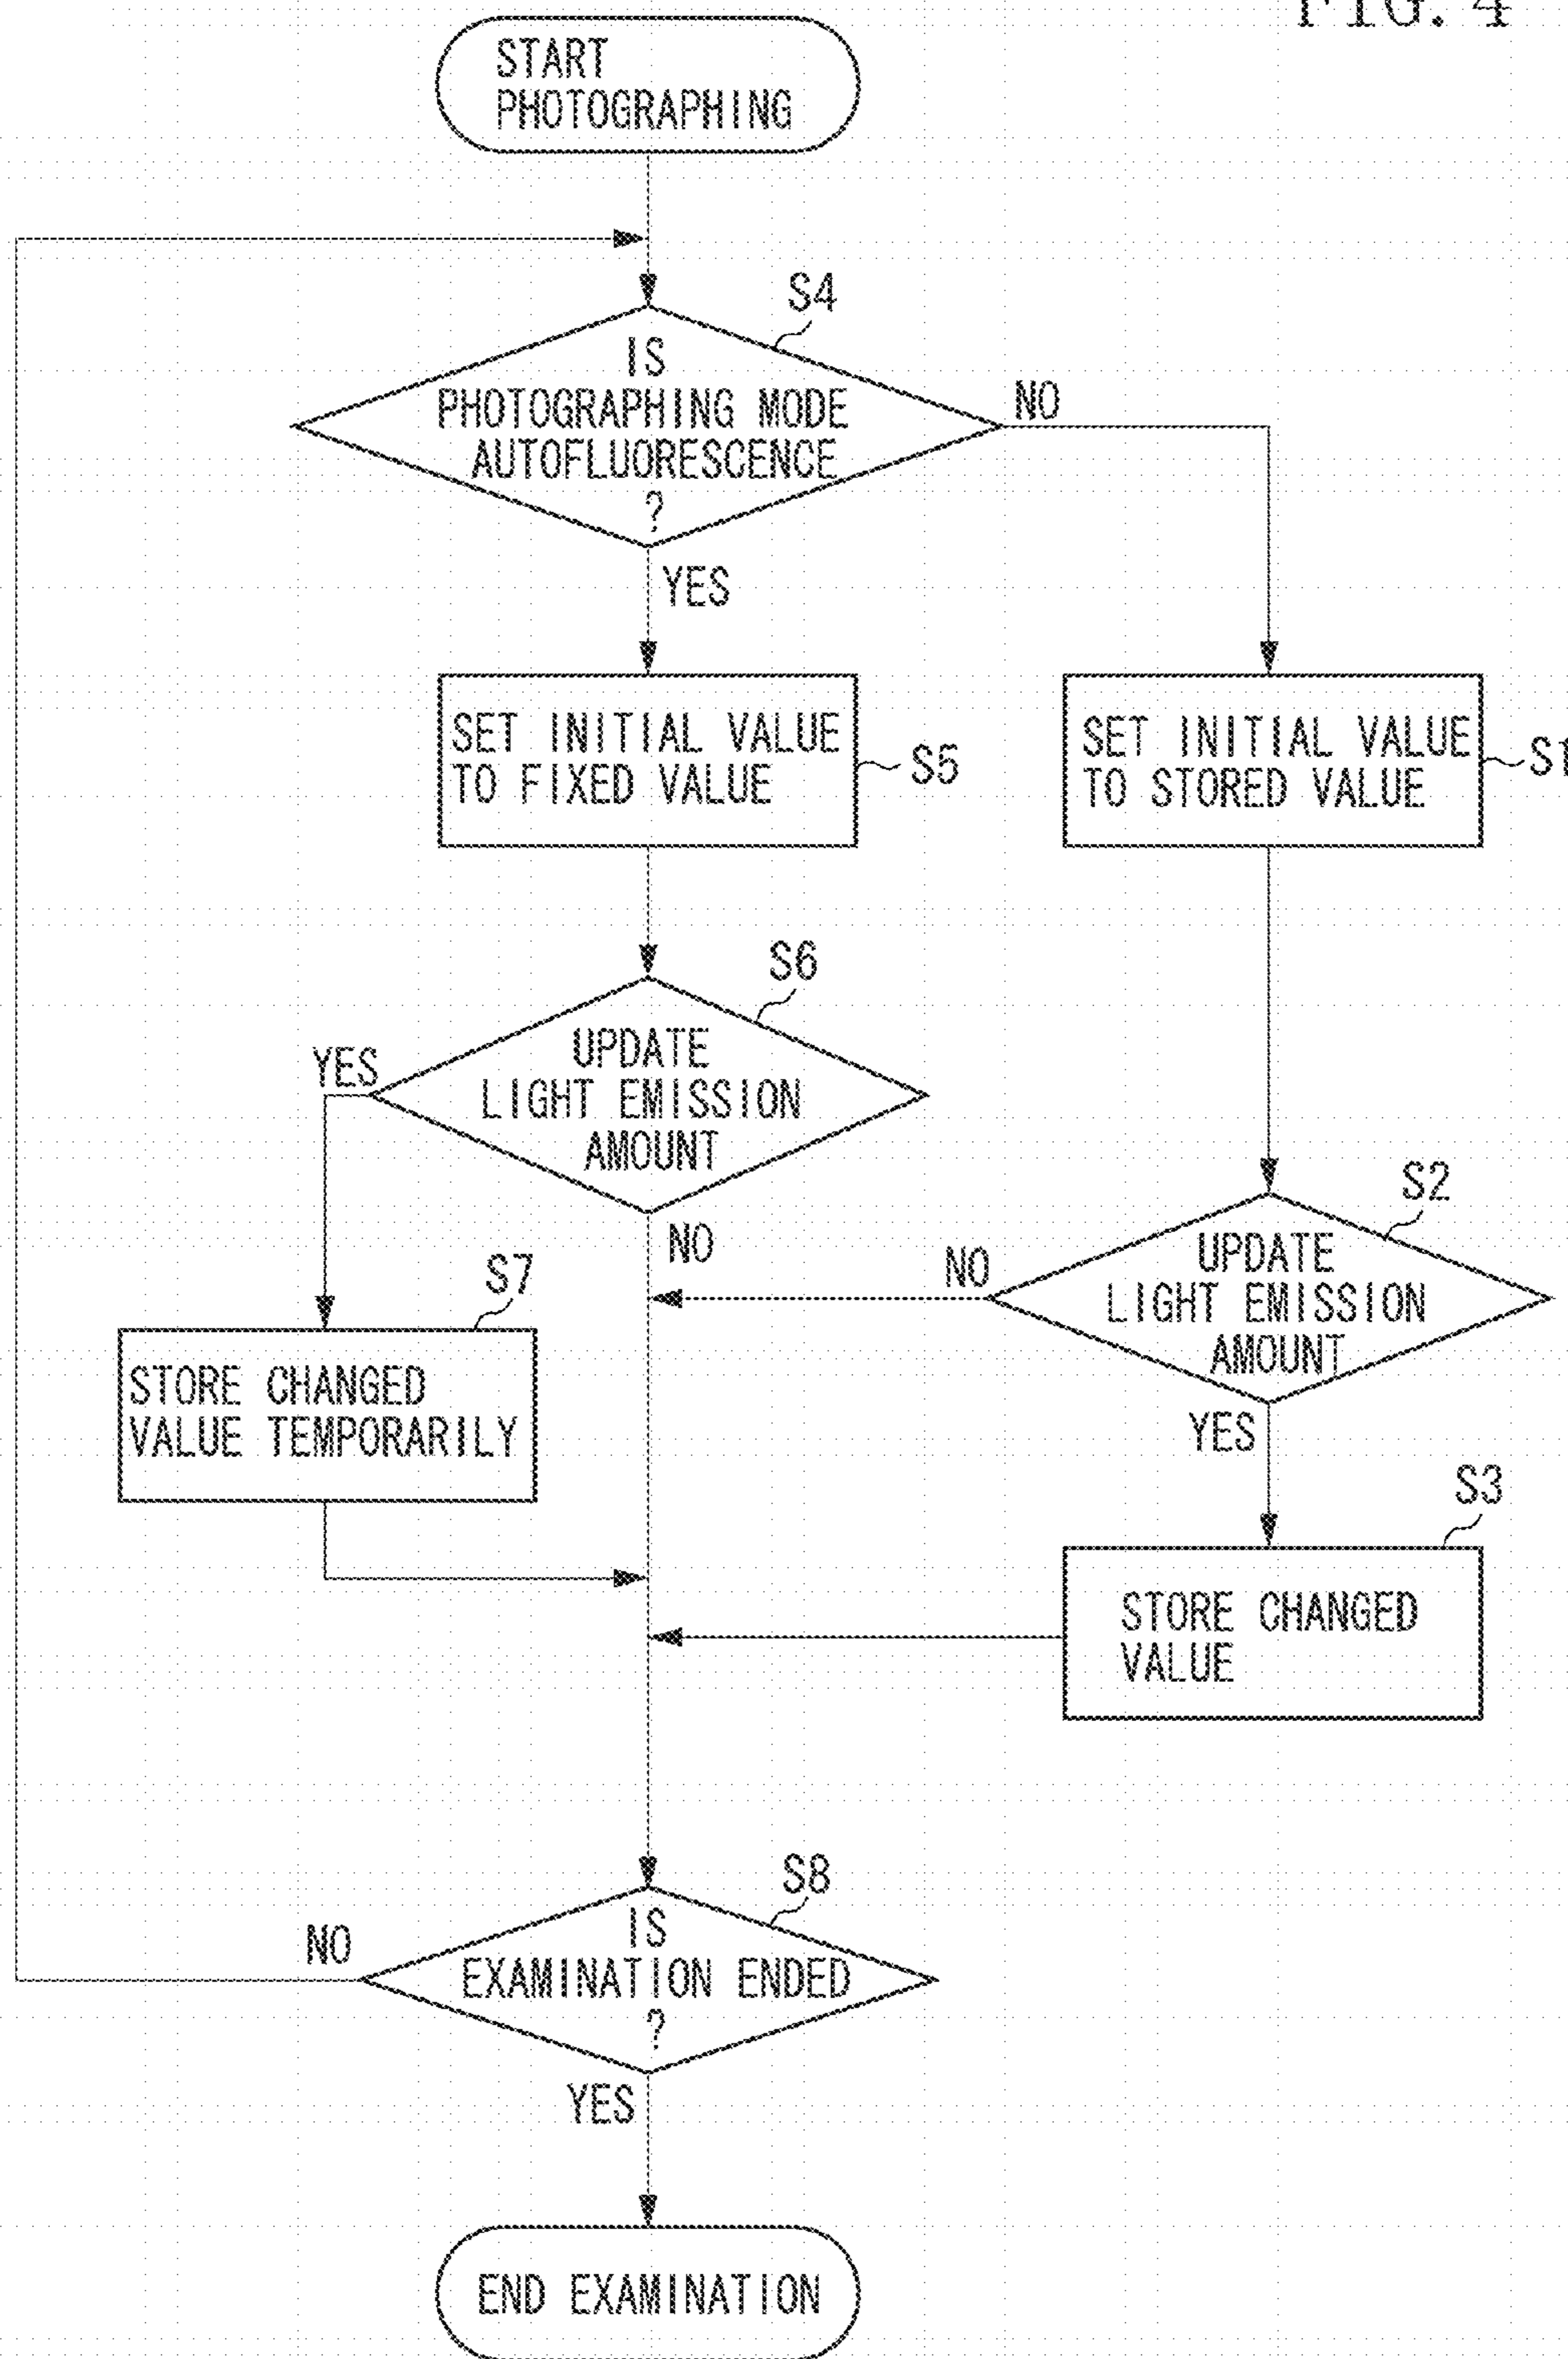 FIG. 4
START
PHOTOGRAPHING
S4
IS
PHOTOGRAPHING MODE
AUTOFLUORESCENCE
?
NO
YES
SET INITIAL VALUE
TO FIXED VALUE
S5
SET INITIAL VALUE
TO STORED VALUE
S1
S6
UPDATE
LIGHT EMISSION
AMOUNT
YES
NO
S2
UPDATE
LIGHT EMISSION
AMOUNT
NO
YES
S7
STORE CHANGED
VALUE TEMPORARILY
S3
STORE CHANGED
VALUE
S8
IS
EXAMINATION ENDED
?
NO
YES
END EXAMINATION